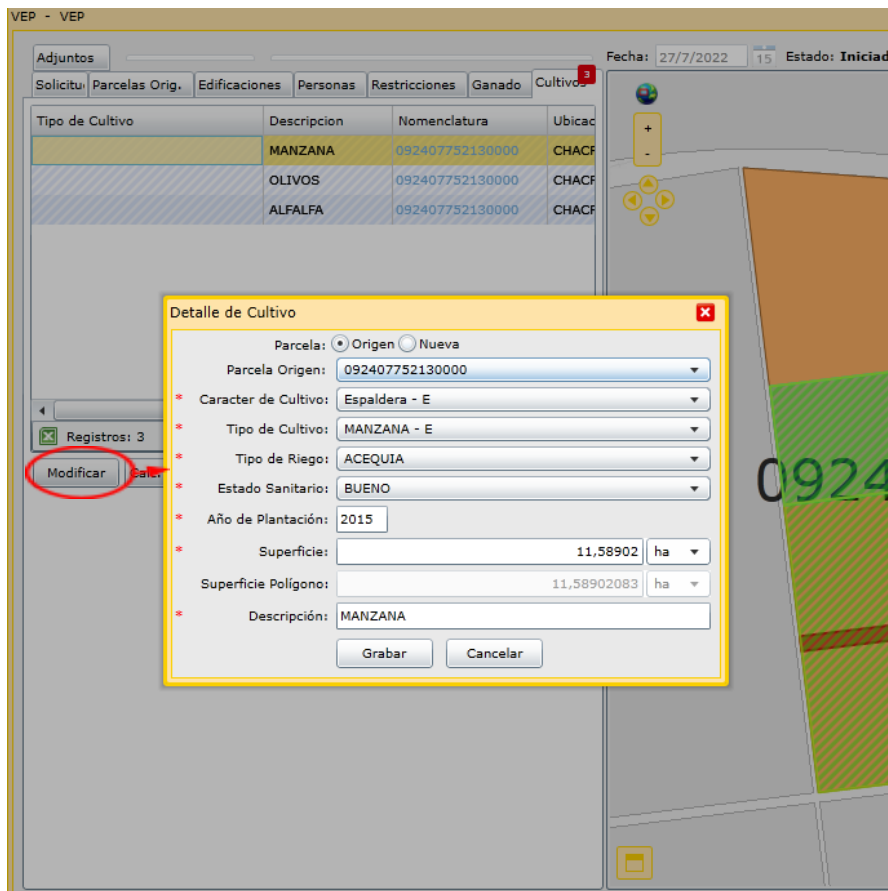 VEP - VEP
Adjuntos
Fecha: 27/7/2022 15 Estado: Iniciad
Solicitu Parcelas Orig. Edificaciones Personas Restricciones Ganado Cultivos 3
Tipo de Cultivo Descripcion Nomenclatura Ubicac
MANZANA 092407752130000 CHACR
OLIVOS 092407752130000 CHACR
ALFALFA 092407752130000 CHACR
+
-
Detalle de Cultivo
Parcela: Origen Nueva
Parcela Origen: 092407752130000
* Caracter de Cultivo: Espaldera - E
* Tipo de Cultivo: MANZANA - E
* Tipo de Riego: ACEQUIA
* Estado Sanitario: BUENO
* Año de Plantación: 2015
* Superficie: 11,58902 ha
Superficie Polígono: 11,58902083 ha
* Descripción: MANZANA
Grabar Cancelar
Registros: 3
Modificar Calc.
0924